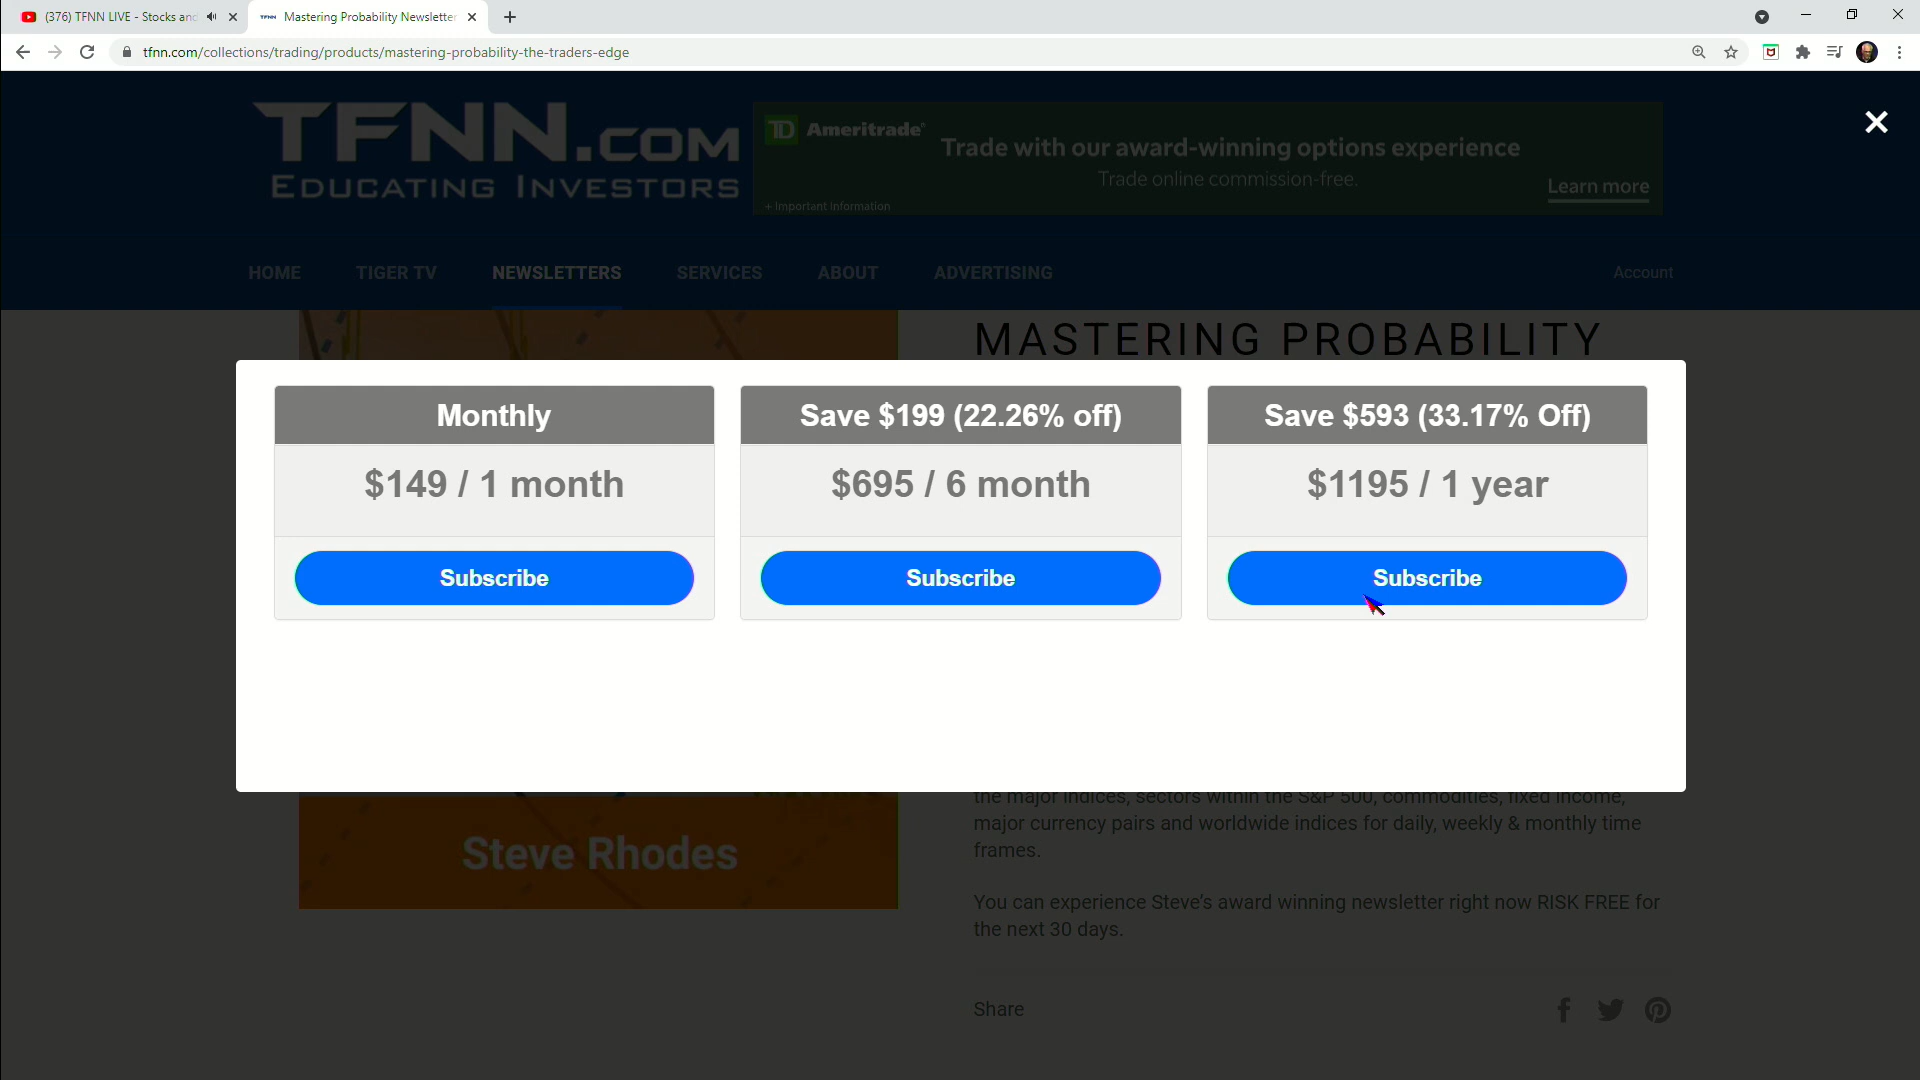 (376) TFNN LIVE - Stocks and
Mastering Probability Newsletter
tfnn.com/collections/trading/products/mastering-probability-the-traders-edge
TFNN.COM
EDUCATING INVESTORS
TD Ameritrade
Trade with our award-winning options experience
Trade online commission-free.
+ Important Information
Learn more
HOME TIGER TV NEWSLETTERS SERVICES ABOUT ADVERTISING Account
MASTERING PROBABILITY
Monthly
$149 / 1 month
Subscribe
Save $199 (22.26% off)
$695 / 6 month
Subscribe
Save $593 (33.17% Off)
$1195 / 1 year
Subscribe
Steve Rhodes
the major indices, sectors within the S&P 500, commodities, fixed income,
major currency pairs and worldwide indices for daily, weekly & monthly time
frames.
You can experience Steve's award winning newsletter right now RISK FREE for
the next 30 days.
Share